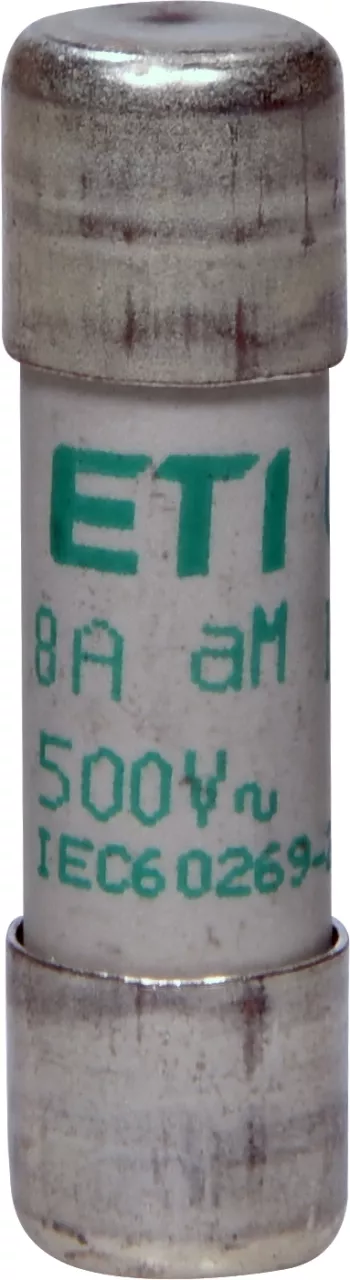 ETI
8A aM
500V~
IEC60269-